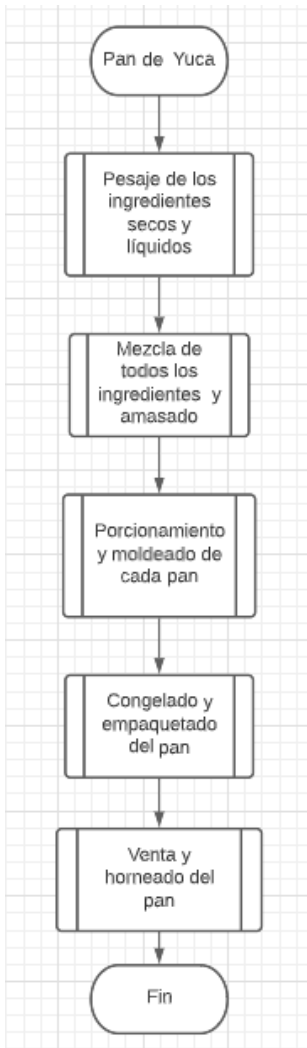 Pan de Yuca
Pesaje de los
ingredientes
secos y
líquidos
Mezcla de
todos los
ingredientes y
amasado
Porcionamiento
y moldeado de
cada pan
Congelado y
empaquetado
del pan
Venta y
horneado del
pan
Fin